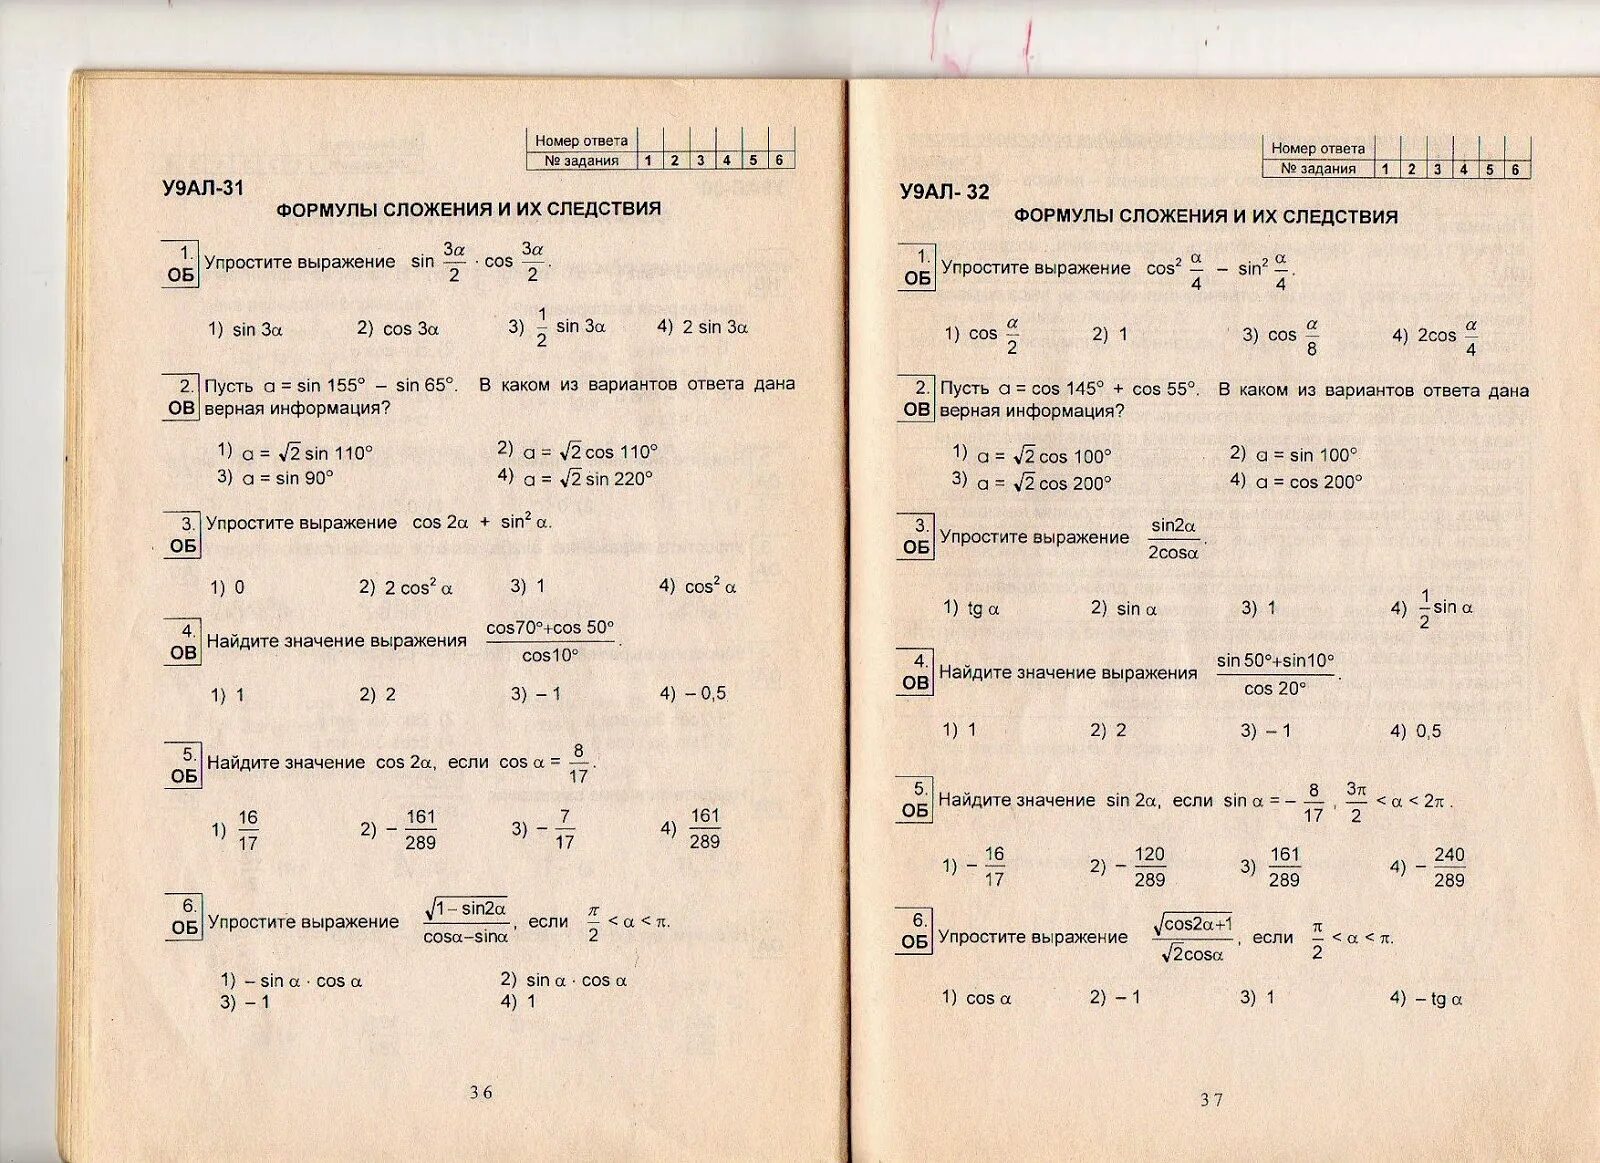 Номер ответа
№ задания 1 2 3 4 5 6
У9АЛ-31
ФОРМУЛЫ СЛОЖЕНИЯ И ИХ СЛЕДСТВИЯ
1. ОБ Упростите выражение sin 3α/2 · cos 3α/2.
1) sin 3α 2) cos 3α 3) 1/2 sin 3α 4) 2 sin 3α
2. Пусть a = sin 155° – sin 65°. В каком из вариантов ответа дана
ОВ верная информация?
1) a = √2 sin 110° 2) a = √2 cos 110°
3) a = sin 90° 4) a = √2 sin 220°
3. ОБ Упростите выражение cos 2α + sin² α.
1) 0 2) 2 cos² α 3) 1 4) cos² α
4. ОВ Найдите значение выражения (cos70°+cos 50°)/(cos10°).
1) 1 2) 2 3) – 1 4) – 0,5
5. ОБ Найдите значение cos 2α, если cos α = 8/17.
1) 16/17 2) – 161/289 3) – 7/17 4) 161/289
6. ОБ Упростите выражение √(1 – sin2α)/(cosα–sinα), если π/2 < α < π.
1) – sin α · cos α 2) sin α · cos α
3) – 1 4) 1
36
Номер ответа
№ задания 1 2 3 4 5 6
У9АЛ- 32
ФОРМУЛЫ СЛОЖЕНИЯ И ИХ СЛЕДСТВИЯ
1. ОБ Упростите выражение cos² α/4 – sin² α/4.
1) cos α/2 2) 1 3) cos α/8 4) 2cos α/4
2. Пусть a = cos 145° + cos 55°. В каком из вариантов ответа дана
ОВ верная информация?
1) a = √2 cos 100° 2) a = sin 100°
3) a = √2 cos 200° 4) a = cos 200°
3. ОБ Упростите выражение sin2α/2cosα.
1) tg α 2) sin α 3) 1 4) 1/2 sin α
4. ОВ Найдите значение выражения (sin 50°+sin10°)/(cos 20°).
1) 1 2) 2 3) – 1 4) 0,5
5. ОБ Найдите значение sin 2α, если sin α = – 8/17, 3π/2 < α < 2π.
1) – 16/17 2) – 120/289 3) 161/289 4) – 240/289
6. ОБ Упростите выражение √(cos2α+1)/(√2cosα), если π/2 < α < π.
1) cos α 2) – 1 3) 1 4) – tg α
37